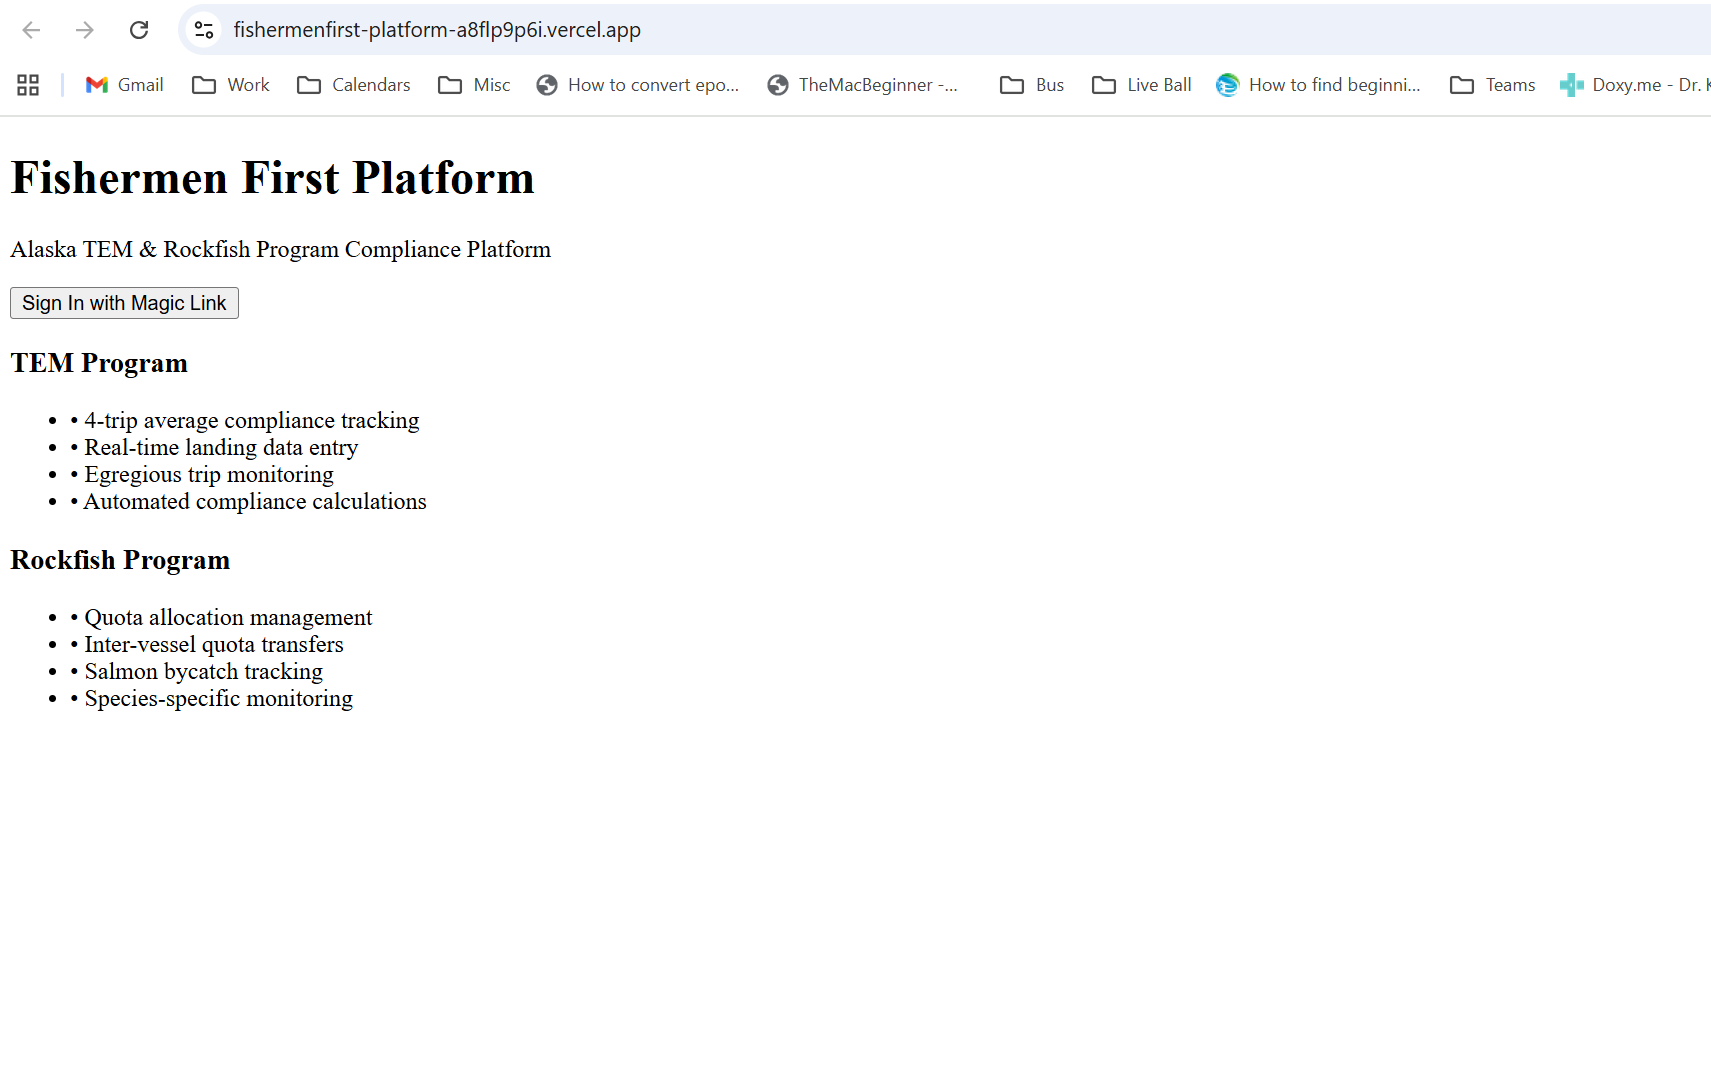 fishermenfirst-platform-a8flp9p6i.vercel.app
Gmail Work Calendars Misc How to convert epo... TheMacBeginner -... Bus Live Ball How to find beginni... Teams Doxy.me - Dr. K
Fishermen First Platform
Alaska TEM & Rockfish Program Compliance Platform
Sign In with Magic Link
TEM Program
• • 4-trip average compliance tracking
• • Real-time landing data entry
• • Egregious trip monitoring
• • Automated compliance calculations
Rockfish Program
• • Quota allocation management
• • Inter-vessel quota transfers
• • Salmon bycatch tracking
• • Species-specific monitoring